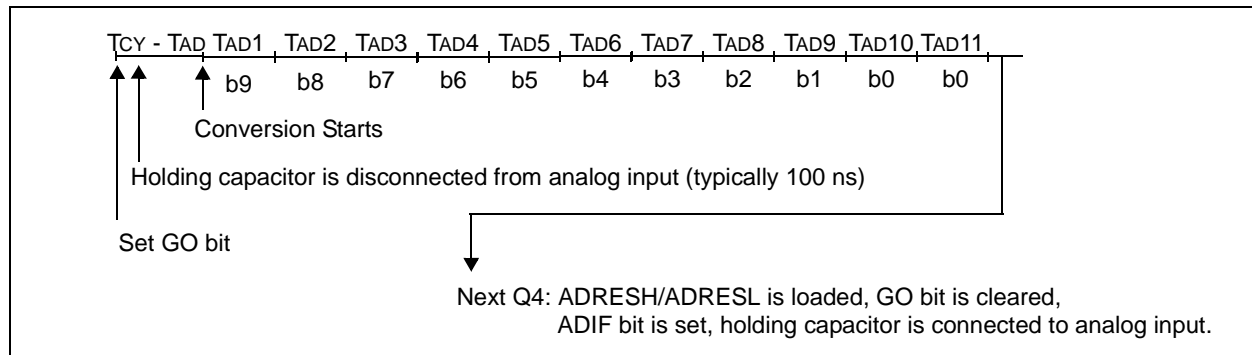 TCY - TAD TAD1 TAD2 TAD3 TAD4 TAD5 TAD6 TAD7 TAD8 TAD9 TAD10 TAD11
b9 b8 b7 b6 b5 b4 b3 b2 b1 b0 b0
Conversion Starts
Holding capacitor is disconnected from analog input (typically 100 ns)
Set GO bit
Next Q4: ADRESH/ADRESL is loaded, GO bit is cleared,
ADIF bit is set, holding capacitor is connected to analog input.